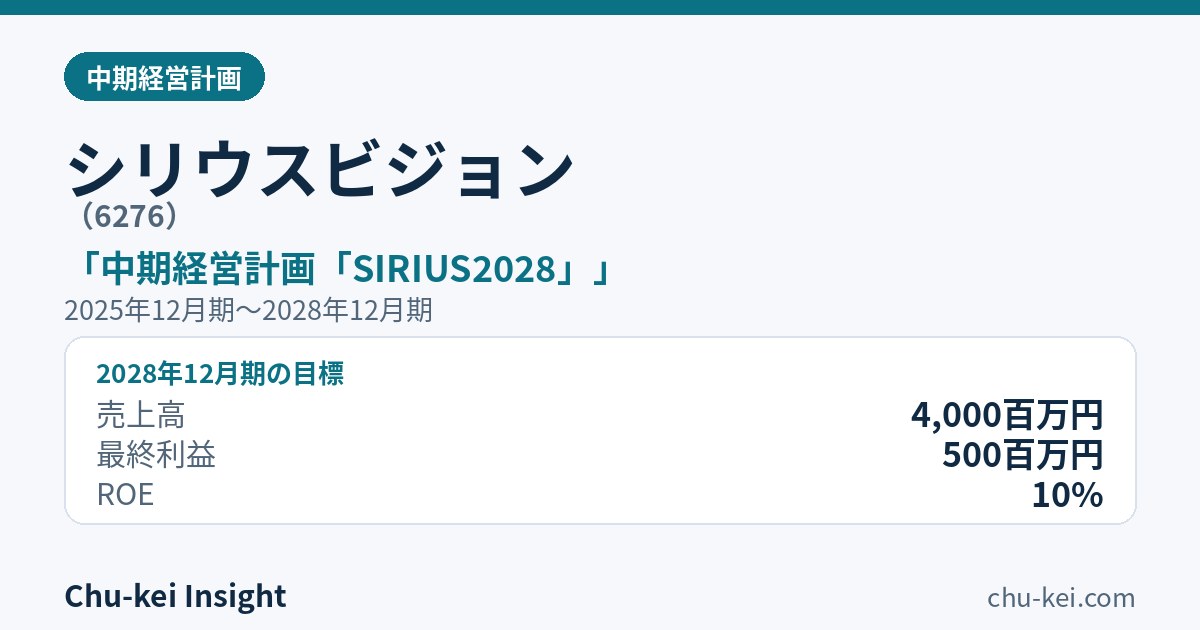 中期経営計画
シリウスビジョン
（6276）
「中期経営計画「SIRIUS2028」」
2025年12月期〜2028年12月期
2028年12月期の目標
売上高 4,000百万円
最終利益 500百万円
ROE 10%
Chu-kei Insight chu-kei.com